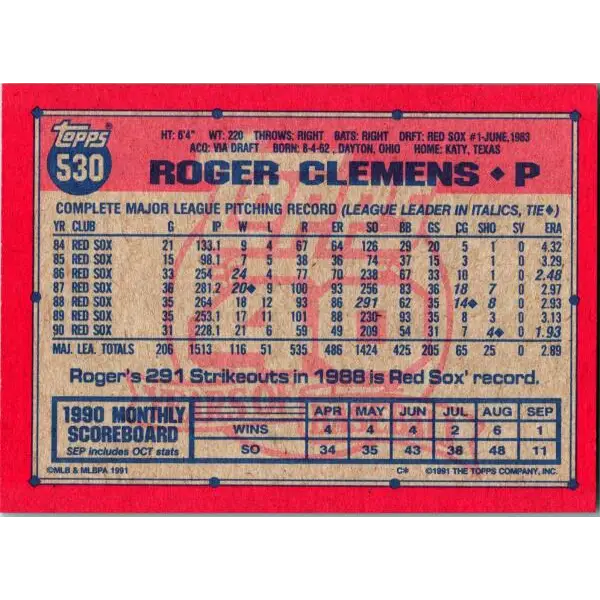 topps
530
HT: 6'4" WT: 220 THROWS: RIGHT BATS: RIGHT DRFT: RED SOX #1-JUNE, 1983
ACQ: VIA DRAFT BORN: 8-4-62, DAYTON, OHIO HOME: KATY, TEXAS
ROGER CLEMENS ◆ P
COMPLETE MAJOR LEAGUE PITCHING RECORD (LEAGUE LEADER IN ITALICS, TIE◆)
YR CLUB G IP W L R ER SO BB GS CG SHO SV ERA
84 RED SOX 21 133.1 9 4 67 64 126 29 20 5 1 0 4.32
85 RED SOX 15 98.1 7 5 38 36 74 37 15 3 1 0 3.29
86 RED SOX 33 254 24 4 77 70 238 67 33 10 1 0 2.48
87 RED SOX 36 281.2 20◆ 9 100 93 256 83 36 18 7 0 2.97
88 RED SOX 35 264 18 12 93 86 291 62 35 14◆ 8 0 2.93
89 RED SOX 35 253.1 17 11 101 88 230 93 35 8 3 0 3.13
90 RED SOX 31 228.1 21 6 59 49 209 54 31 7 4◆ 0 1.93
MAJ. LEA. TOTALS 206 1513 116 51 535 486 1424 425 205 65 25 0 2.89
Roger's 291 Strikeouts in 1988 is Red Sox' record.
1990 MONTHLY
SCOREBOARD
SEP includes OCT stats
APR MAY JUN JUL AUG SEP
WINS 4 4 4 2 6 1
SO 34 35 43 38 48 11
©MLB & MLBPA 1991 C* ©1991 THE TOPPS COMPANY, INC.